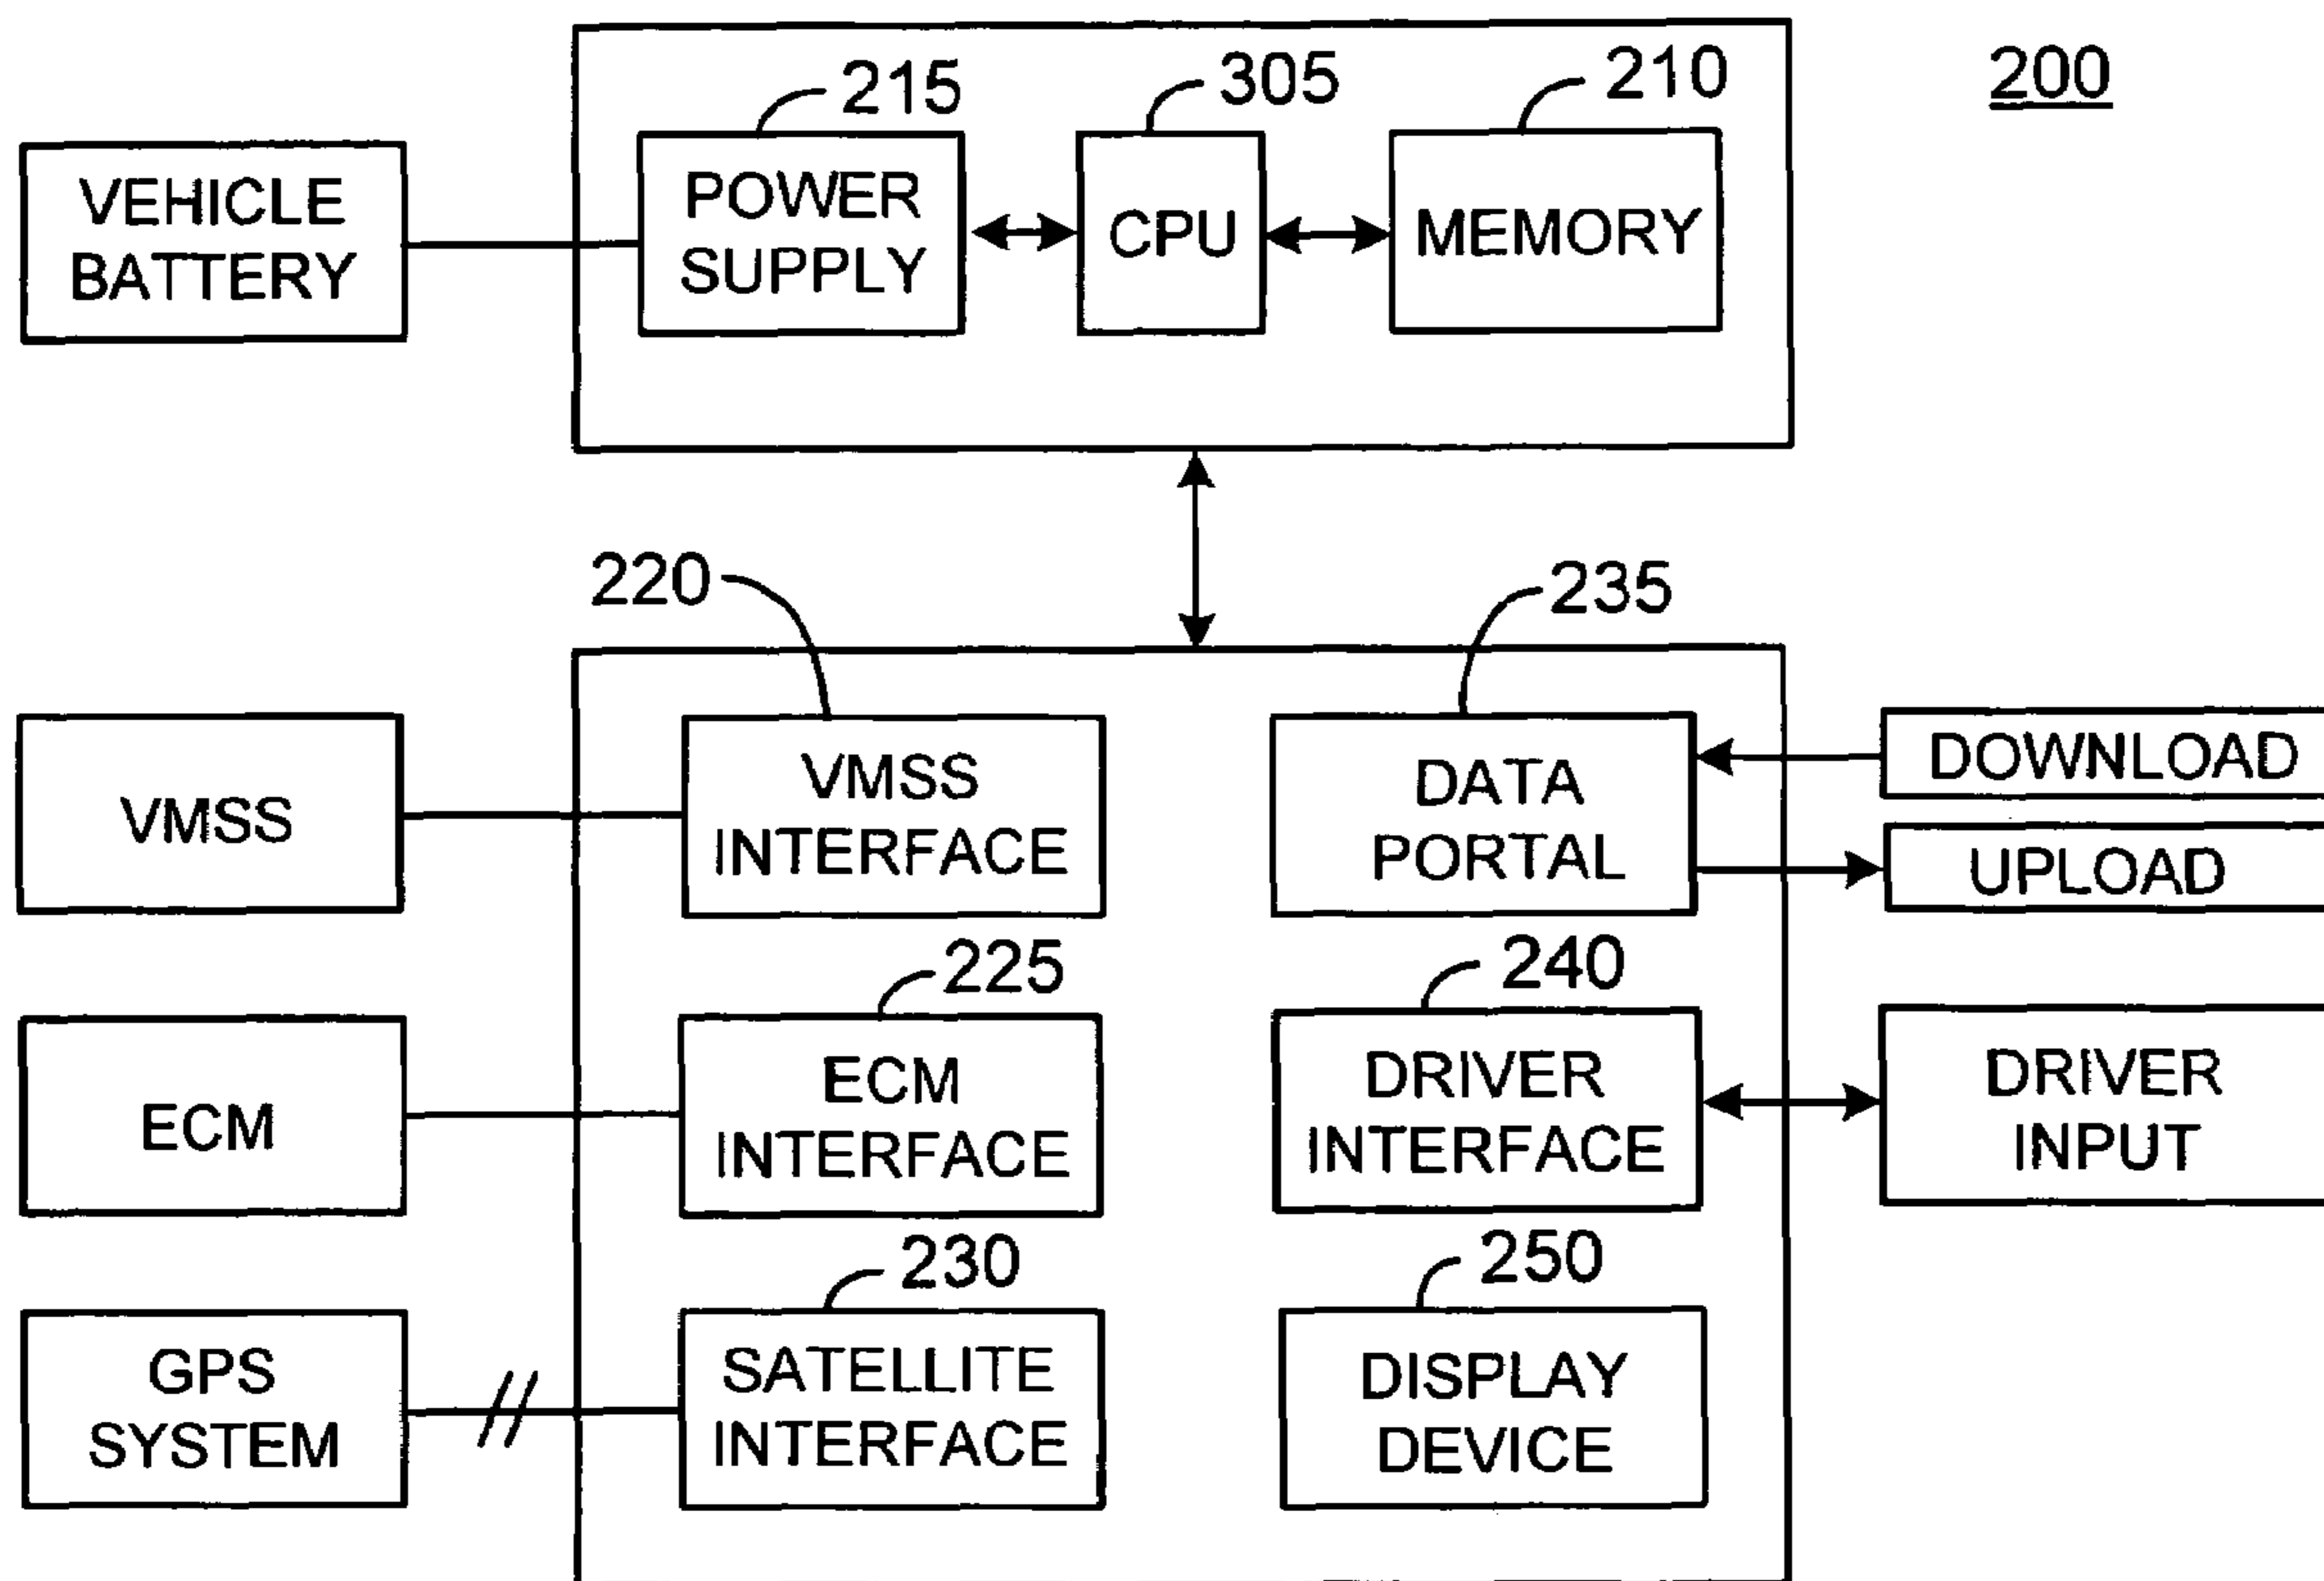 200
215
305
210
VEHICLE
BATTERY
POWER
SUPPLY
CPU
MEMORY
220
235
VMSS
VMSS
INTERFACE
DATA
PORTAL
DOWNLOAD
UPLOAD
225
240
ECM
ECM
INTERFACE
DRIVER
INTERFACE
DRIVER
INPUT
230
250
GPS
SYSTEM
SATELLITE
INTERFACE
DISPLAY
DEVICE